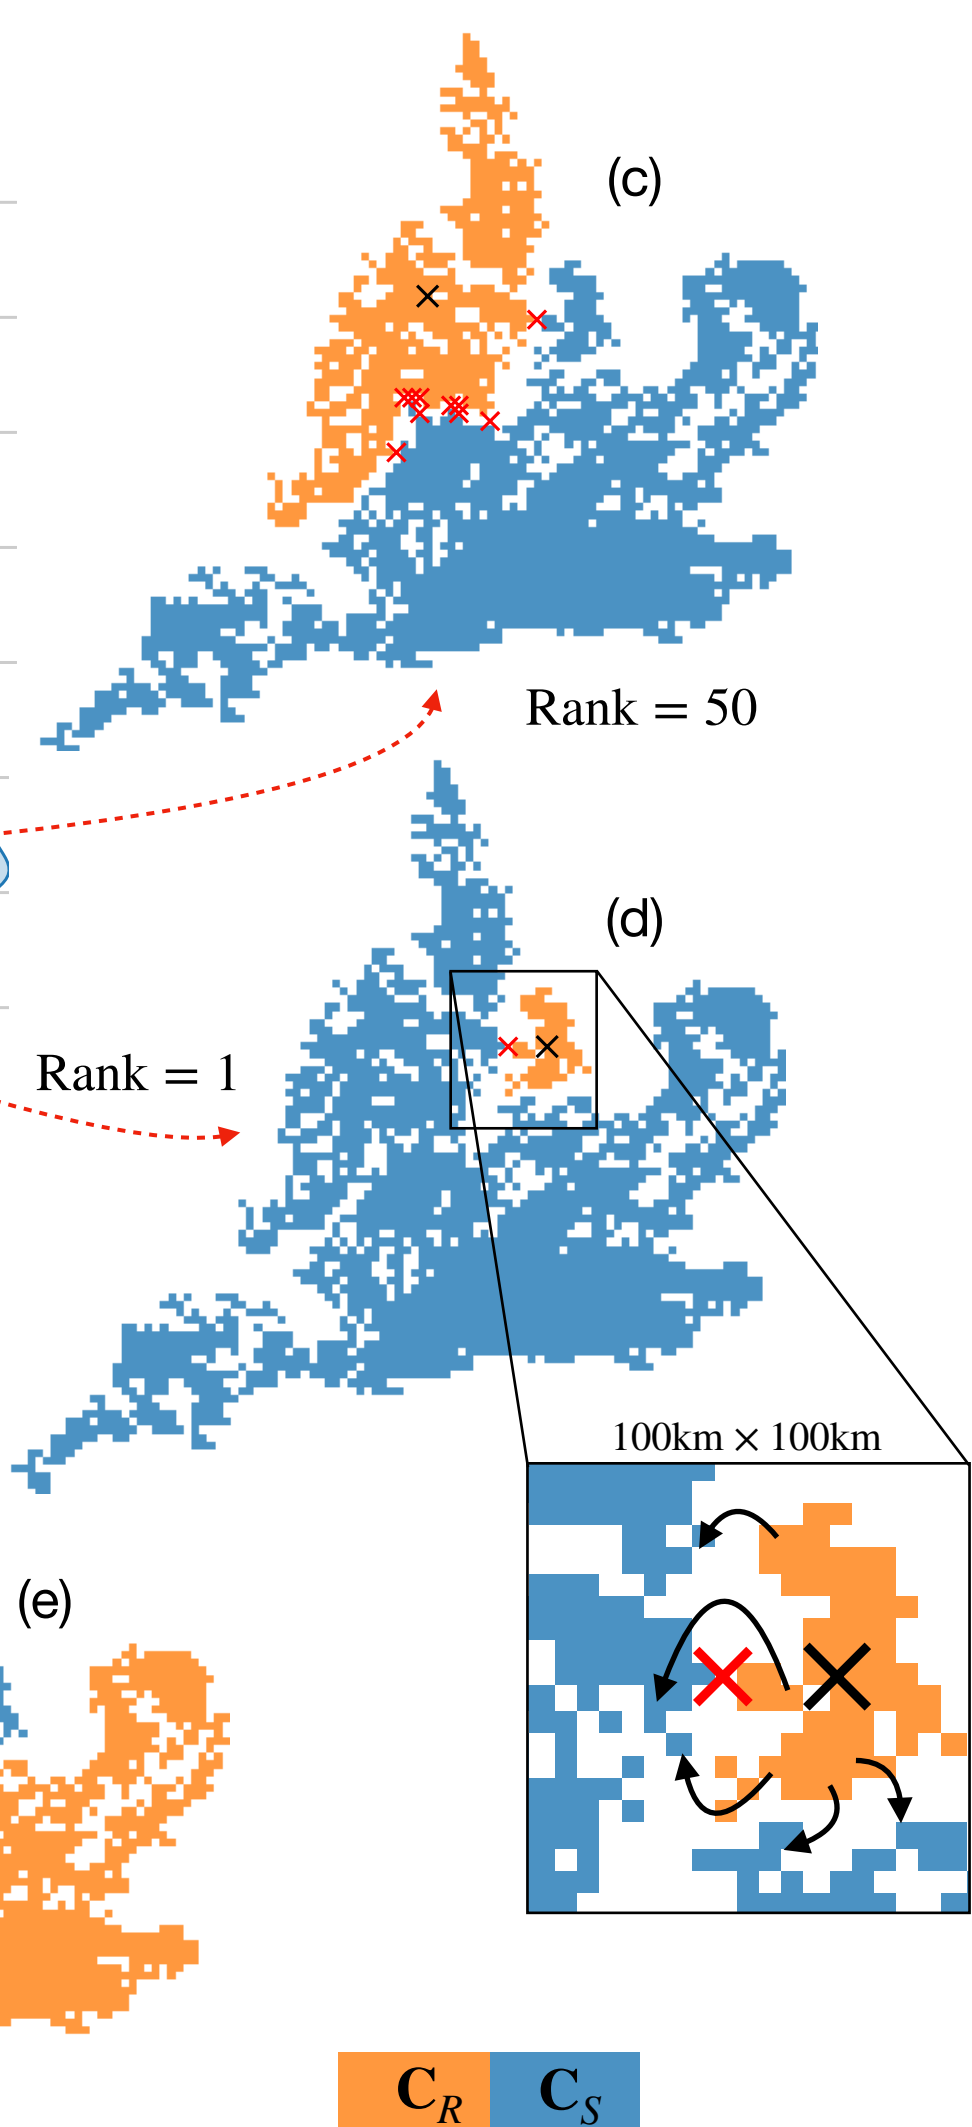 (c)
Rank = 50
(d)
Rank = 1
100km × 100km
(e)
C_R C_S